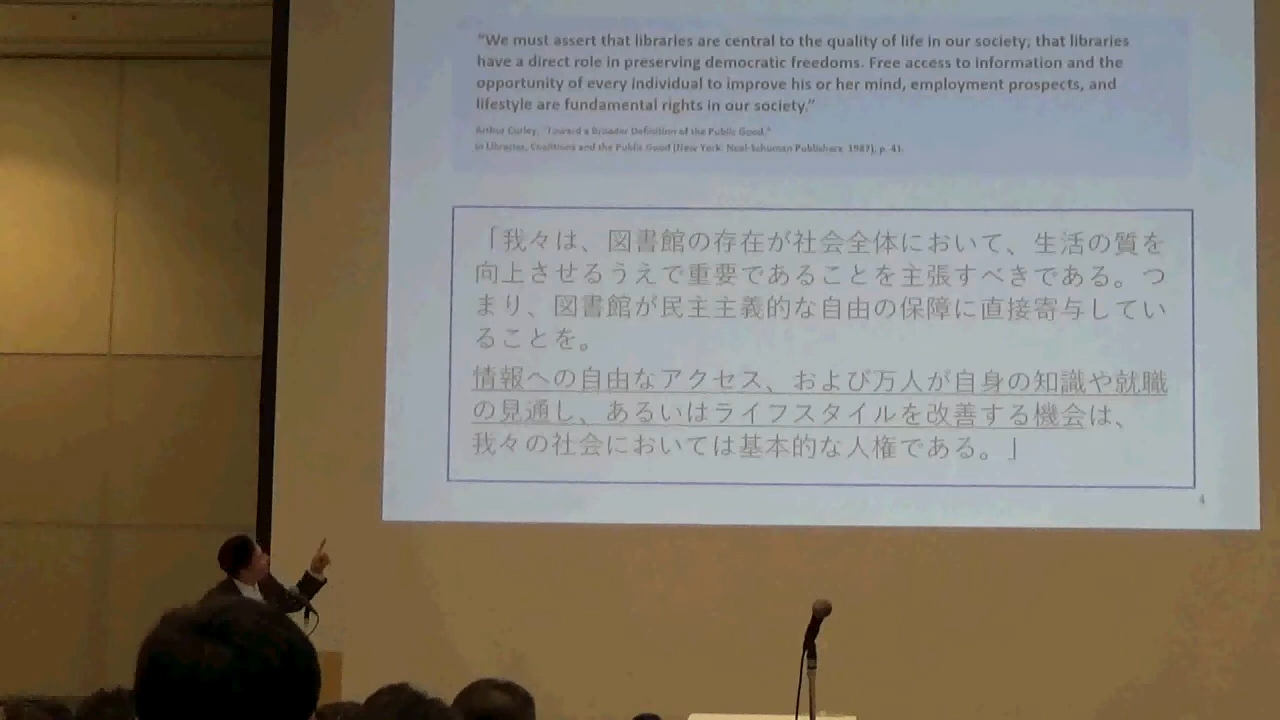 “We must assert that libraries are central to the quality of life in our society; that libraries
have a direct role in preserving democratic freedoms. Free access to information and the
opportunity of every individual to improve his or her mind, employment prospects, and
lifestyle are fundamental rights in our society.”
Arthur Curley, “Toward a Broader Definition of the Public Good,”
in Libraries, Coalitions and the Public Good (New York: Neal-Schuman Publishers, 1987), p. 41.
「我々は、図書館の存在が社会全体において、生活の質を
向上させるうえで重要であることを主張すべきである。つ
まり、図書館が民主主義的な自由の保障に直接寄与してい
ることを。
情報への自由なアクセス、および万人が自身の知識や就職
の見通し、あるいはライフスタイルを改善する機会は、
我々の社会においては基本的な人権である。」
4